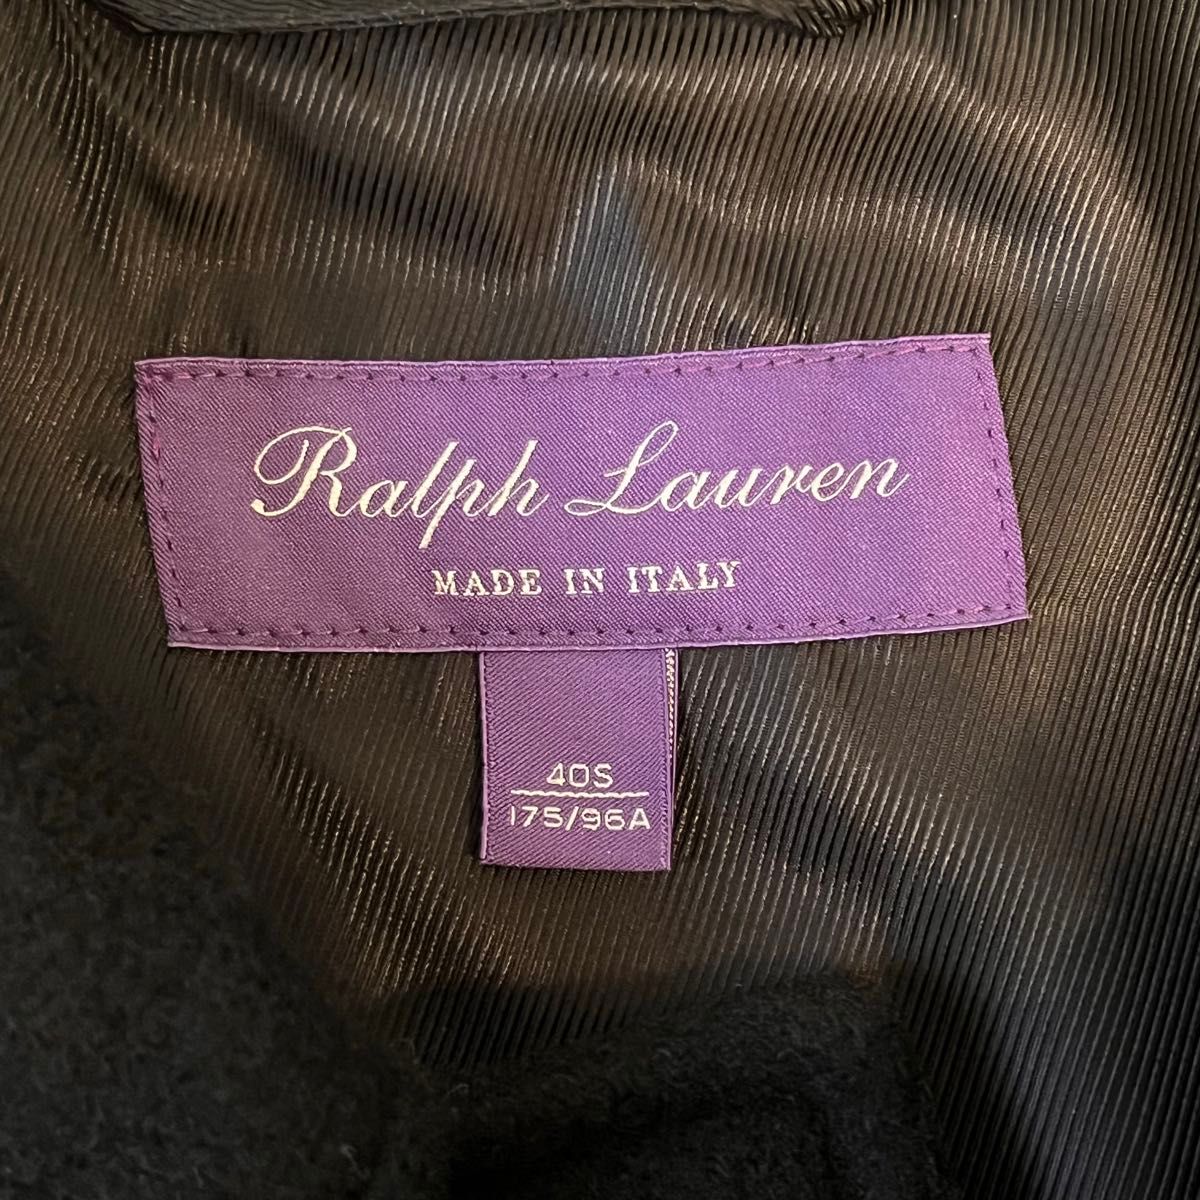 Ralph Lauren
MADE IN ITALY
40S
175/96A